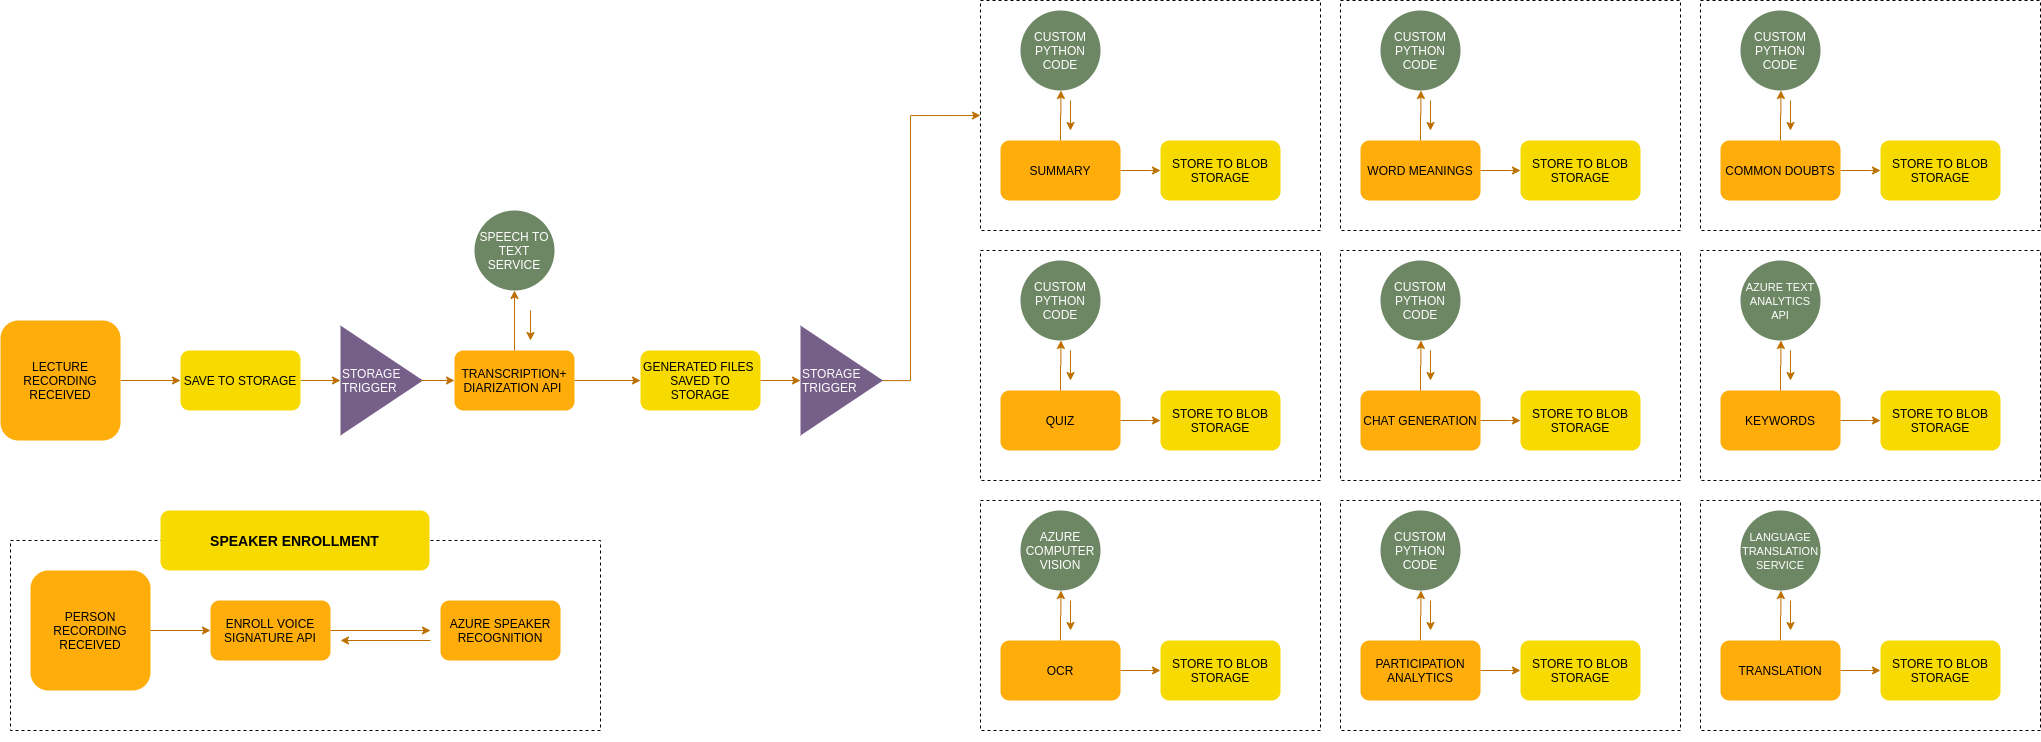 LECTURE
RECORDING
RECEIVED
SAVE TO STORAGE
STORAGE
TRIGGER
SPEECH TO
TEXT
SERVICE
TRANSCRIPTION+
DIARIZATION API
GENERATED FILES
SAVED TO
STORAGE
STORAGE
TRIGGER
SPEAKER ENROLLMENT
PERSON
RECORDING
RECEIVED
ENROLL VOICE
SIGNATURE API
AZURE SPEAKER
RECOGNITION
CUSTOM
PYTHON
CODE
SUMMARY
STORE TO BLOB
STORAGE
CUSTOM
PYTHON
CODE
WORD MEANINGS
STORE TO BLOB
STORAGE
CUSTOM
PYTHON
CODE
COMMON DOUBTS
STORE TO BLOB
STORAGE
CUSTOM
PYTHON
CODE
QUIZ
STORE TO BLOB
STORAGE
CUSTOM
PYTHON
CODE
CHAT GENERATION
STORE TO BLOB
STORAGE
AZURE TEXT
ANALYTICS
API
KEYWORDS
STORE TO BLOB
STORAGE
AZURE
COMPUTER
VISION
OCR
STORE TO BLOB
STORAGE
CUSTOM
PYTHON
CODE
PARTICIPATION
ANALYTICS
STORE TO BLOB
STORAGE
LANGUAGE
TRANSLATION
SERVICE
TRANSLATION
STORE TO BLOB
STORAGE